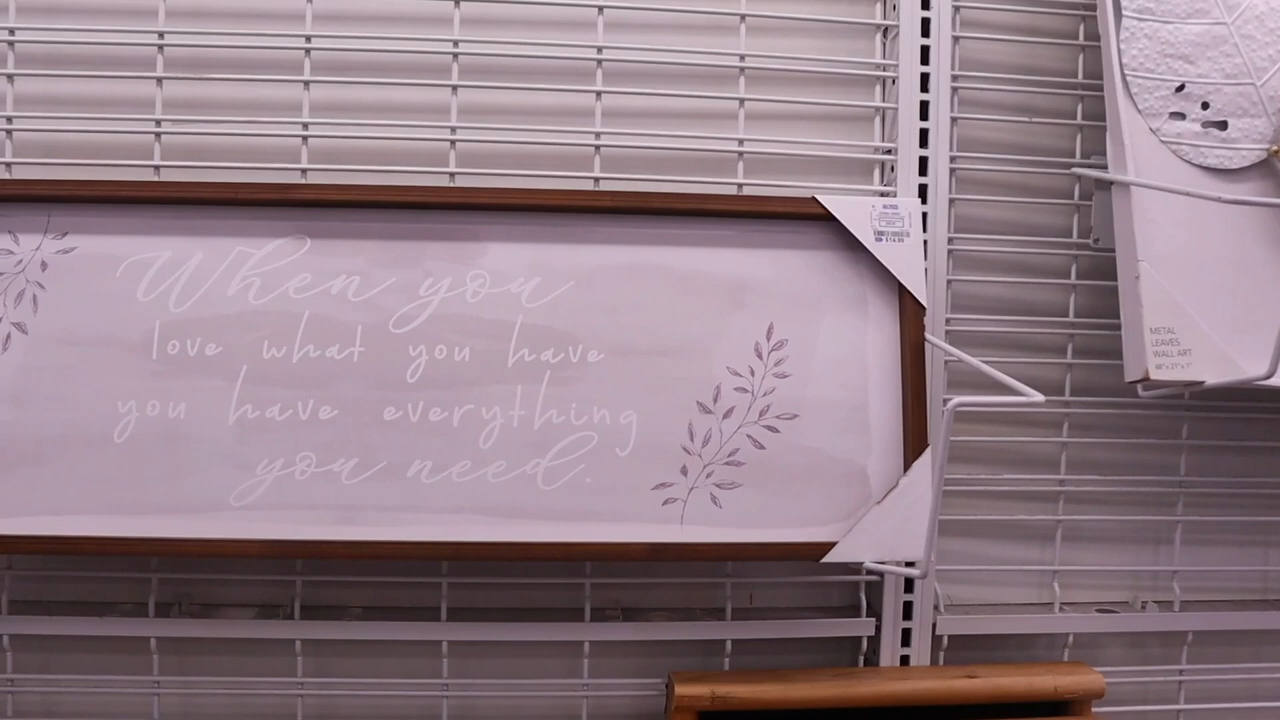 When you
love what you have
you have everything
you need.
$14.99
METAL
LEAVES
WALL ART